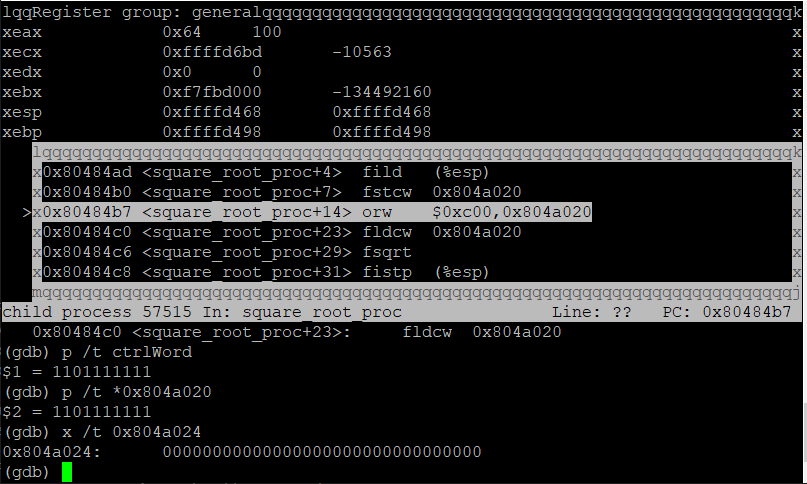 lqqRegister group: generalqqqqqqqqqqqqqqqqqqqqqqqqqqqqqqqqqqqqqqqqqqqqqqqqqqqqqk
xeax            0x64     100                                                   x
xecx            0xffffd6bd       -10563                                        x
xedx            0x0      0                                                     x
xebx            0xf7fbd000       -134492160                                    x
xesp            0xffffd468       0xffffd468                                    x
xebp            0xffffd498       0xffffd498                                    x
   lqqqqqqqqqqqqqqqqqqqqqqqqqqqqqqqqqqqqqqqqqqqqqqqqqqqqqqqqqqqqqqqqqqqqqqqqqqqk
   x0x80484ad <square_root_proc+4>  fild   (%esp)                              x
   x0x80484b0 <square_root_proc+7>  fstcw  0x804a020                           x
  >x0x80484b7 <square_root_proc+14> orw    $0xc00,0x804a020                    x
   x0x80484c0 <square_root_proc+23> fldcw  0x804a020                           x
   x0x80484c6 <square_root_proc+29> fsqrt                                      x
   x0x80484c8 <square_root_proc+31> fistp  (%esp)                              x
   mqqqqqqqqqqqqqqqqqqqqqqqqqqqqqqqqqqqqqqqqqqqqqqqqqqqqqqqqqqqqqqqqqqqqqqqqqqqj
child process 57515 In: square_root_proc               Line: ??   PC: 0x80484b7
   0x80484c0 <square_root_proc+23>:     fldcw  0x804a020
(gdb) p /t ctrlWord
$1 = 1101111111
(gdb) p /t *0x804a020
$2 = 1101111111
(gdb) x /t 0x804a024
0x804a024:      00000000000000000000000000000000
(gdb)